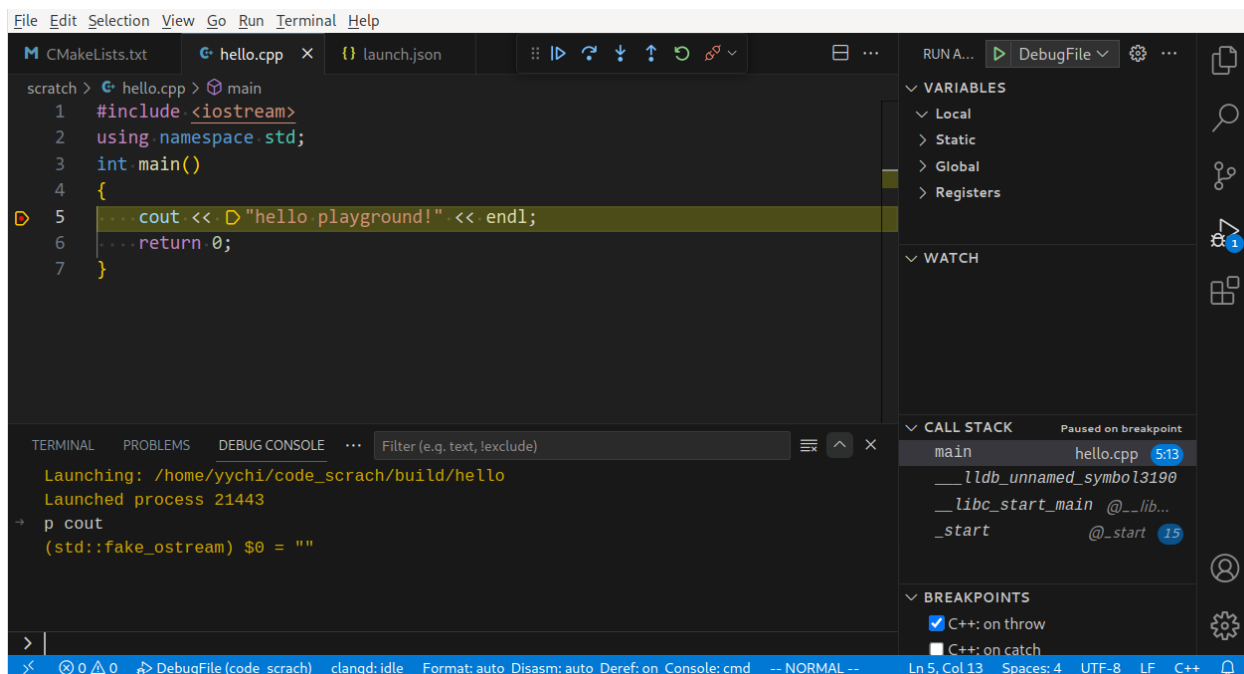 File Edit Selection View Go Run Terminal Help
CMakeLists.txt hello.cpp launch.json
scratch > hello.cpp > main
1 #include <iostream>
2 using namespace std;
3 int main()
4 {
5 cout << "hello playground!" << endl;
6 return 0;
7 }
TERMINAL PROBLEMS DEBUG CONSOLE ... Filter (e.g. text, !exclude)
Launching: /home/yychi/code_scrach/build/hello
Launched process 21443
p cout
(std::fake_ostream) $0 = ""
>
RUN A... DebugFile
VARIABLES
Local
Static
Global
Registers
WATCH
CALL STACK Paused on breakpoint
main hello.cpp 5:13
___lldb_unnamed_symbol3190
__libc_start_main @__lib...
_start @_start 15
BREAKPOINTS
C++: on throw
C++: on catch
1
0 0 DebugFile (code_scrach) clangd: idle Format: auto Disasm: auto Deref: on Console: cmd -- NORMAL -- Ln 5, Col 13 Spaces: 4 UTF-8 LF C++